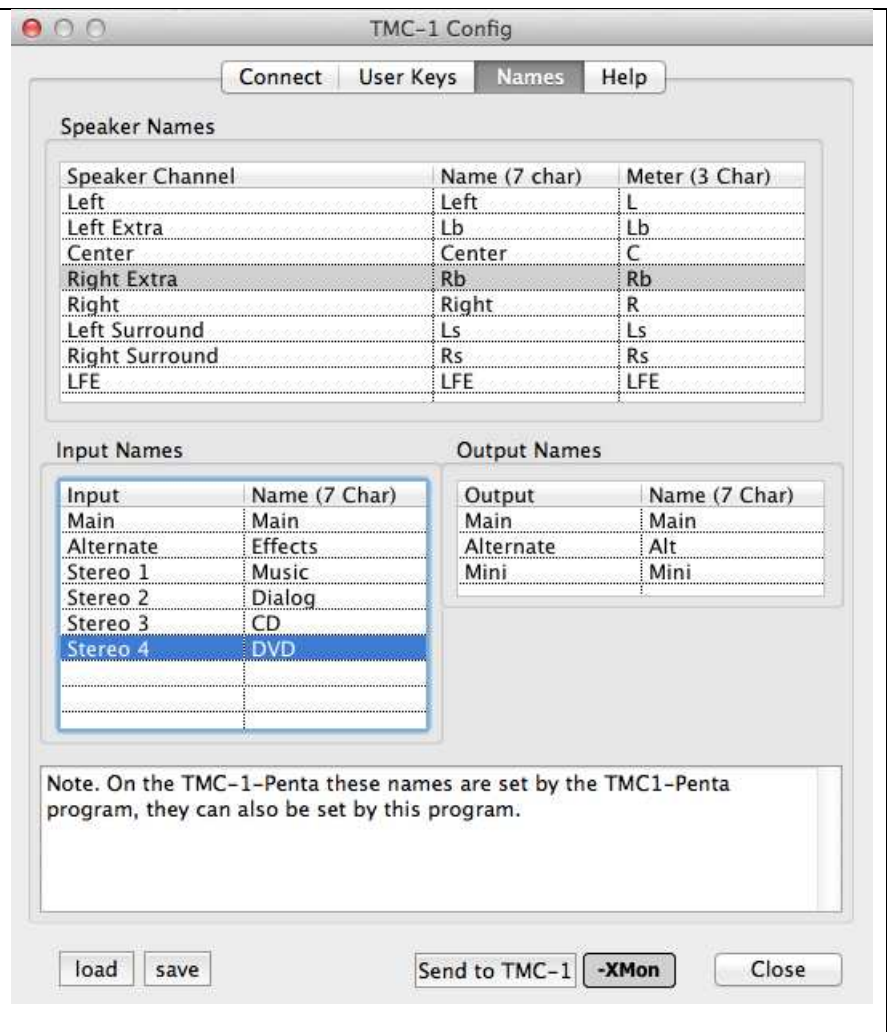 TMC-1 Config
Connect User Keys Names Help
Speaker Names
Speaker Channel Name (7 char) Meter (3 Char)
Left Left L
Left Extra Lb Lb
Center Center C
Right Extra Rb Rb
Right Right R
Left Surround Ls Ls
Right Surround Rs Rs
LFE LFE LFE
Input Names
Input Name (7 Char)
Main Main
Alternate Effects
Stereo 1 Music
Stereo 2 Dialog
Stereo 3 CD
Stereo 4 DVD
Output Names
Output Name (7 Char)
Main Main
Alternate Alt
Mini Mini
Note. On the TMC-1-Penta these names are set by the TMC1-Penta
program, they can also be set by this program.
load save Send to TMC-1 -XMon Close